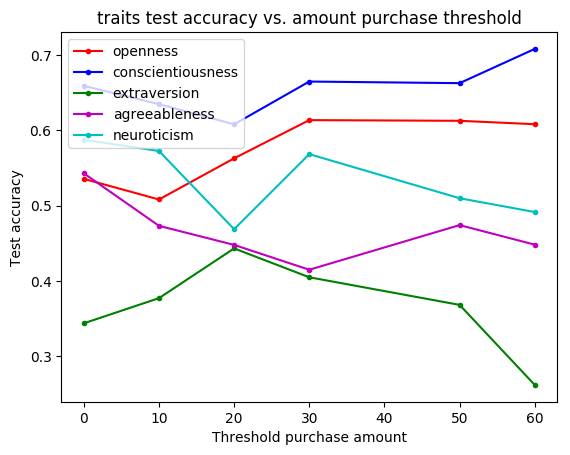 traits test accuracy vs. amount purchase threshold
openness
conscientiousness
extraversion
agreeableness
neuroticism
0.7
0.6
0.5
0.4
0.3
Test accuracy
0 10 20 30 40 50 60
Threshold purchase amount